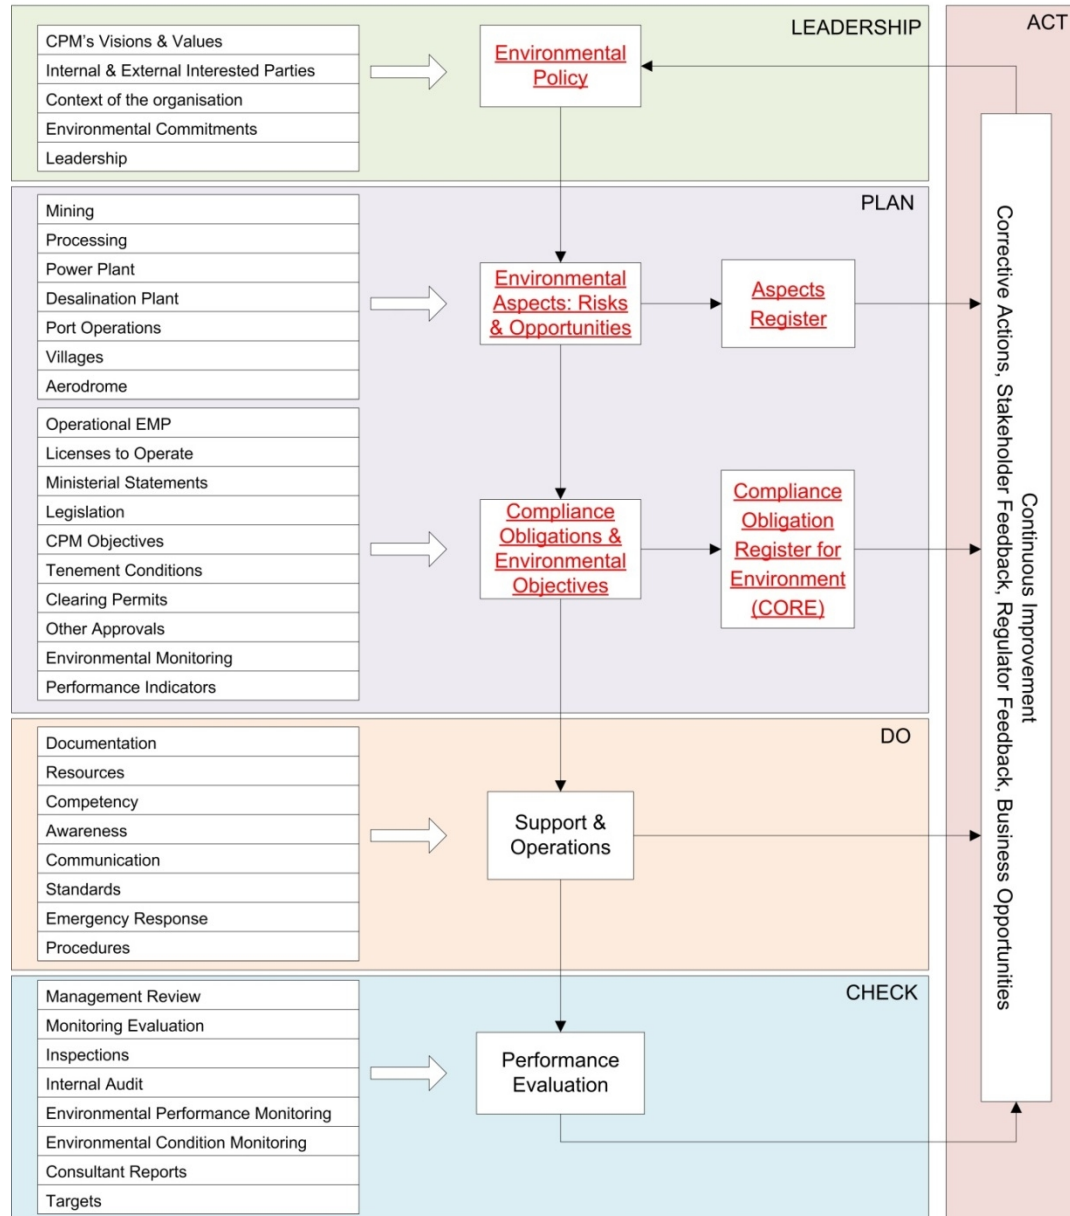 LEADERSHIP
CPM's Visions & Values
Internal & External Interested Parties
Context of the organisation
Environmental Commitments
Leadership
Environmental
Policy
PLAN
Mining
Processing
Power Plant
Desalination Plant
Port Operations
Villages
Aerodrome
Environmental
Aspects: Risks
& Opportunities
Aspects
Register
Operational EMP
Licenses to Operate
Ministerial Statements
Legislation
CPM Objectives
Tenement Conditions
Clearing Permits
Other Approvals
Environmental Monitoring
Performance Indicators
Compliance
Obligations &
Environmental
Objectives
Compliance
Obligation
Register for
Environment
(CORE)
DO
Documentation
Resources
Competency
Awareness
Communication
Standards
Emergency Response
Procedures
Support &
Operations
CHECK
Management Review
Monitoring Evaluation
Inspections
Internal Audit
Environmental Performance Monitoring
Environmental Condition Monitoring
Consultant Reports
Targets
Performance
Evaluation
ACT
Continuous Improvement
Corrective Actions, Stakeholder Feedback, Regulator Feedback, Business Opportunities